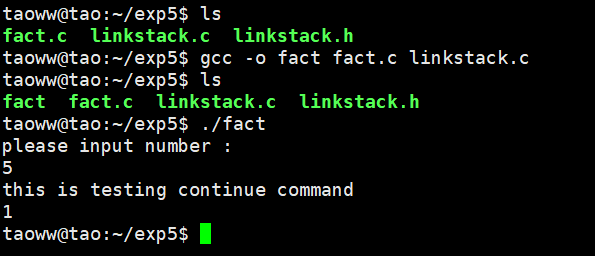 taoww@tao:~/exp5$ ls
fact.c  linkstack.c  linkstack.h
taoww@tao:~/exp5$ gcc -o fact fact.c linkstack.c
taoww@tao:~/exp5$ ls
fact  fact.c  linkstack.c  linkstack.h
taoww@tao:~/exp5$ ./fact
please input number :
5
this is testing continue command
1
taoww@tao:~/exp5$